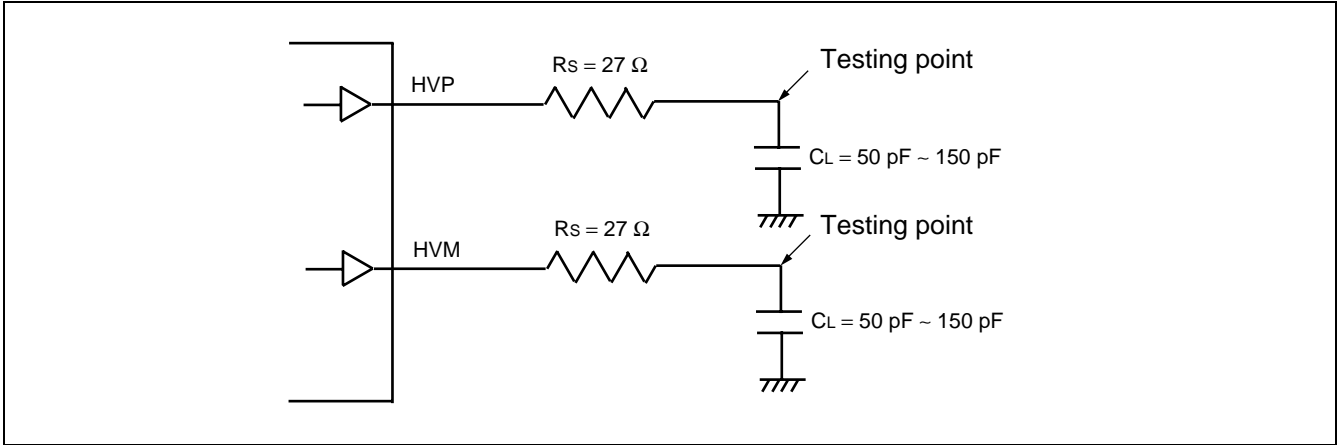 Testing point
Rs = 27 Ω
HVP
CL = 50 pF ~ 150 pF
Testing point
Rs = 27 Ω
HVM
CL = 50 pF ~ 150 pF